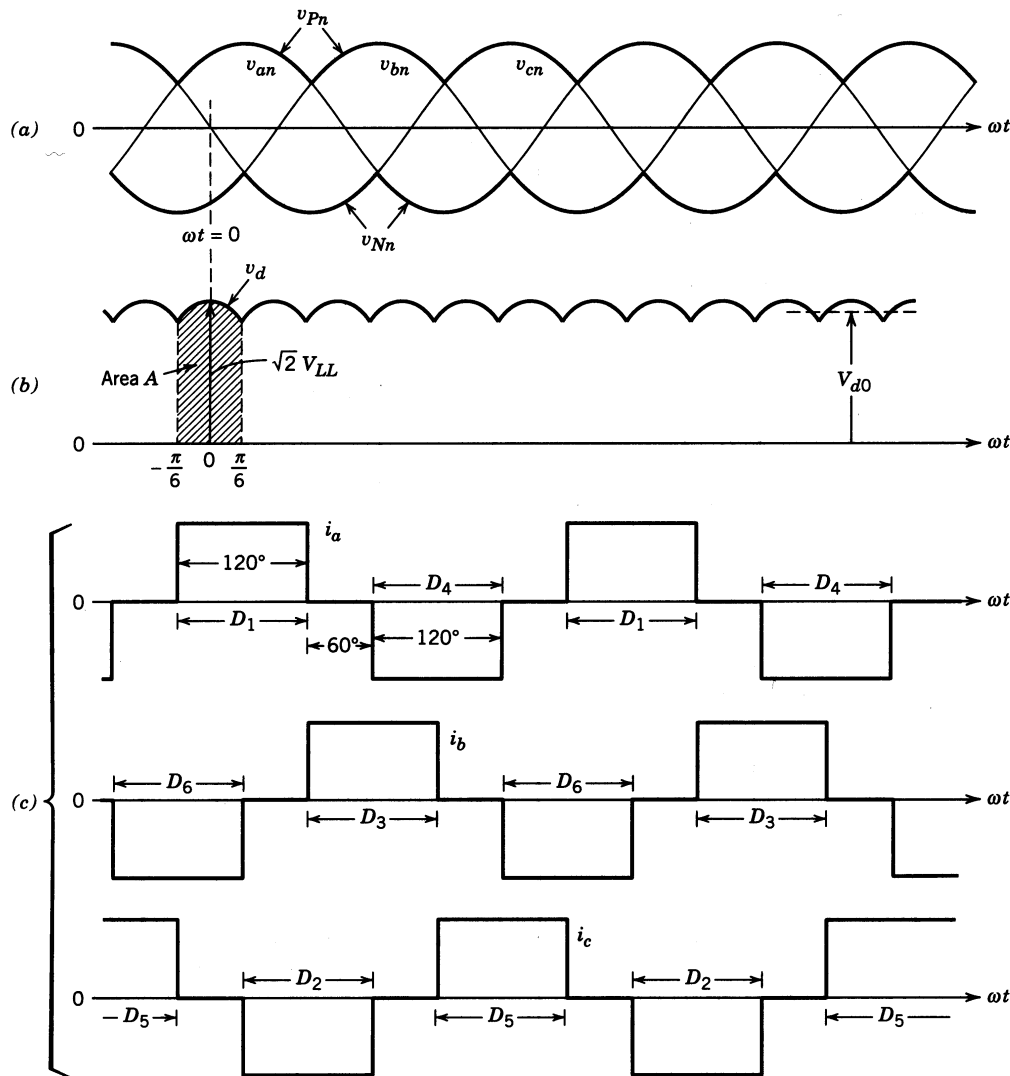 v_Pn
v_an v_bn v_cn
(a) 0 ωt
ωt = 0
v_Nn
v_d
Area A √2 V_LL
(b) V_d0
0 ωt
-π/6 0 π/6
i_a
120°
D_4 D_4
0 ωt
D_1 D_1
60° 120°
i_b
D_6 D_6
(c) 0 ωt
D_3 D_3
i_c
D_2 D_2
0 ωt
D_5 D_5 D_5